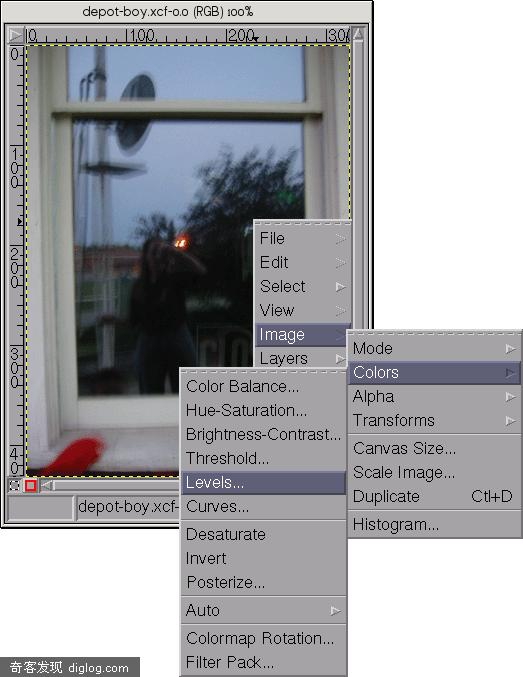 depot-boy.xcf-0.0 (RGB) 100%
0 100 200 300
0
100
200
300
40
File
Edit
Select
View
Image
Layers
Mode
Colors
Alpha
Transforms
Canvas Size...
Scale Image...
Duplicate Ctl+D
Histogram...
Color Balance...
Hue-Saturation...
Brightness-Contrast...
Threshold...
Levels...
Curves...
Desaturate
Invert
Posterize...
Auto
Colormap Rotation...
Filter Pack...
depot-boy.xcf-
奇客发现 diglog.com